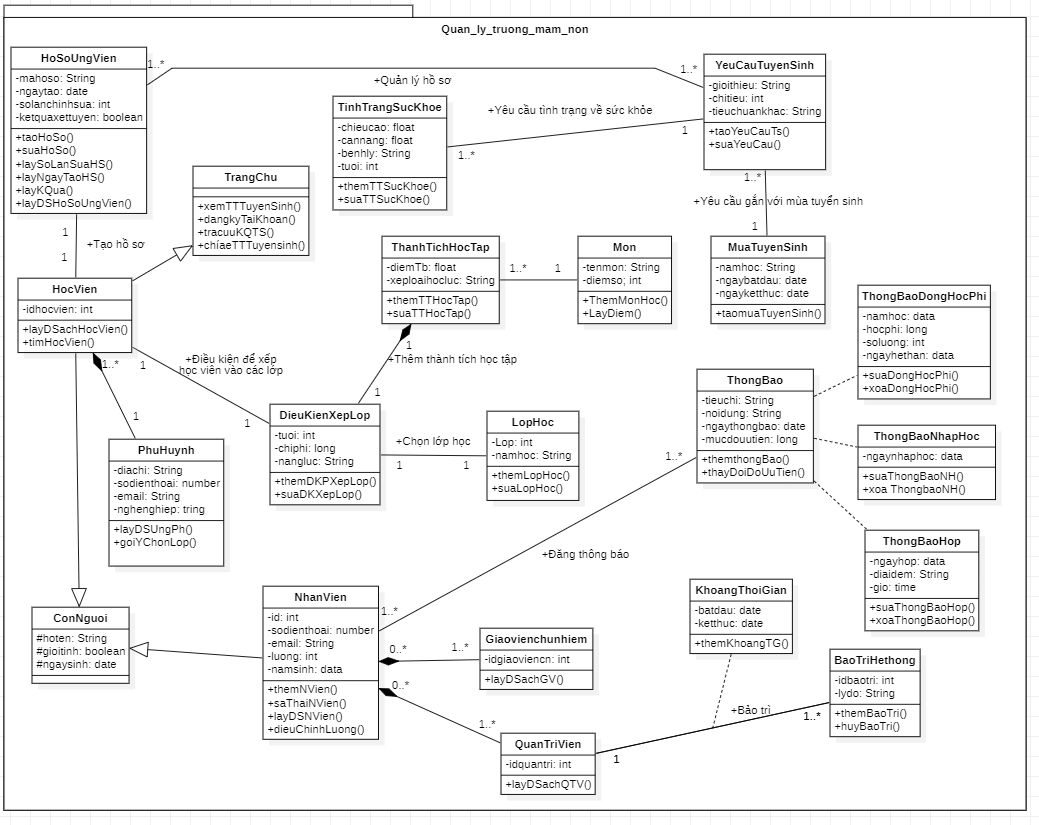 Quan_ly_truong_mam_non
HoSoUngVien
-mahoso: String
-ngaytao: date
-solanchinhsua: int
-ketquaxettuyen: boolean
+taoHoSo()
+suaHoSo()
+laySoLanSuaHS()
+layNgayTaoHS()
+layKQua()
+layDSHoSoUngVien()
1..*
+Quản lý hồ sơ
1..*
YeuCauTuyenSinh
-gioithieu: String
-chitieu: int
-tieuchuankhac: String
+taoYeuCauTs()
+suaYeuCau()
TinhTrangSucKhoe
-chieucao: float
-cannang: float
-benhly: String
-tuoi: int
+themTTSucKhoe()
+suaTTSucKhoe()
+Yêu cầu tình trạng về sức khỏe
1
1..*
TrangChu
+xemTTTuyenSinh()
+dangkyTaiKhoan()
+tracuuKQTS()
+chíaeTTTuyensinh()
1..*
+Yêu cầu gắn với mùa tuyển sinh
1
1
+Tạo hồ sơ
1
ThanhTichHocTap
-diemTb: float
-xeploaihocluc: String
+themTTHocTap()
+suaTTHocTap()
1..*
1
Mon
-tenmon: String
-diemso; int
+ThemMonHoc()
+LayDiem()
MuaTuyenSinh
-namhoc: String
-ngaybatdau: date
-ngayketthuc: date
+taomuaTuyenSinh()
HocVien
-idhocvien: int
+layDSachHocVien()
+timHocVien()
ThongBaoDongHocPhi
-namhoc: data
-hocphi: long
-soluong: int
-ngayhethan: data
+suaDongHocPhi()
+xoaDongHocPhi()
1..*
1
+Điều kiện để xếp
học viên vào các lớp
1
1
+Thêm thành tích học tập
1
1
DieuKienXepLop
-tuoi: int
-chiphi: long
-nangluc: String
+themDKPXepLop()
+suaDKXepLop()
+Chọn lớp học
1
1
LopHoc
-Lop: int
-namhoc: String
+themLopHoc()
+suaLopHoc()
ThongBao
-tieuchi: String
-noidung: String
-ngaythongbao: date
-mucdouutien: long
+themthongBao()
+thayDoiDoUuTien()
1..*
ThongBaoNhapHoc
-ngaynhaphoc: data
+suaThongBaoNH()
+xoa ThongbaoNH()
PhuHuynh
-diachi: String
-sodienthoai: number
-email: String
-nghenghiep: tring
+layDSUngPh()
+goiYChonLop()
ThongBaoHop
-ngayhop: data
-diaidem: String
-gio: time
+suaThongBaoHop()
+xoaThongBaoHop()
+Đăng thông báo
ConNguoi
#hoten: String
#gioitinh: boolean
#ngaysinh: date
NhanVien
-id: int
-sodienthoai: number
-email: String
-luong: int
-namsinh: data
+themNVien()
+saThaiNVien()
+layDSNVien()
+dieuChinhLuong()
1..*
0..*
1..*
0..*
1..*
Giaovienchunhiem
-idgiaoviencn: int
+layDSachGV()
KhoangThoiGian
-batdau: date
-ketthuc: date
+themKhoangTG()
BaoTriHethong
-idbaotri: int
-lydo: String
+themBaoTri()
+huyBaoTri()
+Bảo trì
1..*
1
QuanTriVien
-idquantri: int
+layDSachQTV()